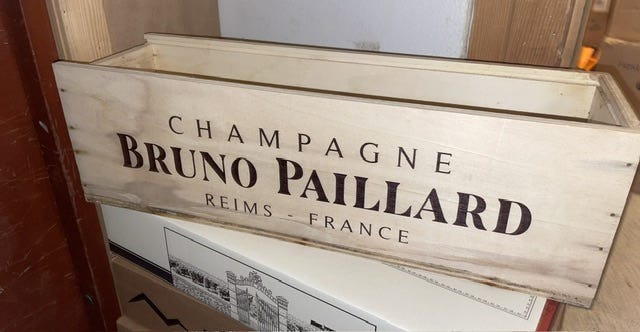 CHAMPAGNE
BRUNO PAILLARD
REIMS - FRANCE